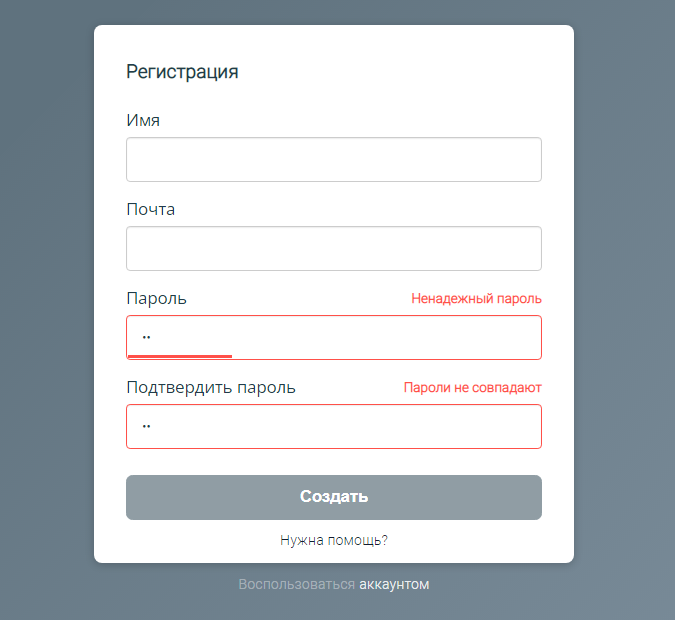 Регистрация
Имя
Почта
Пароль Ненадежный пароль
••
Подтвердить пароль Пароли не совпадают
••
Создать
Нужна помощь?
Воспользоваться аккаунтом